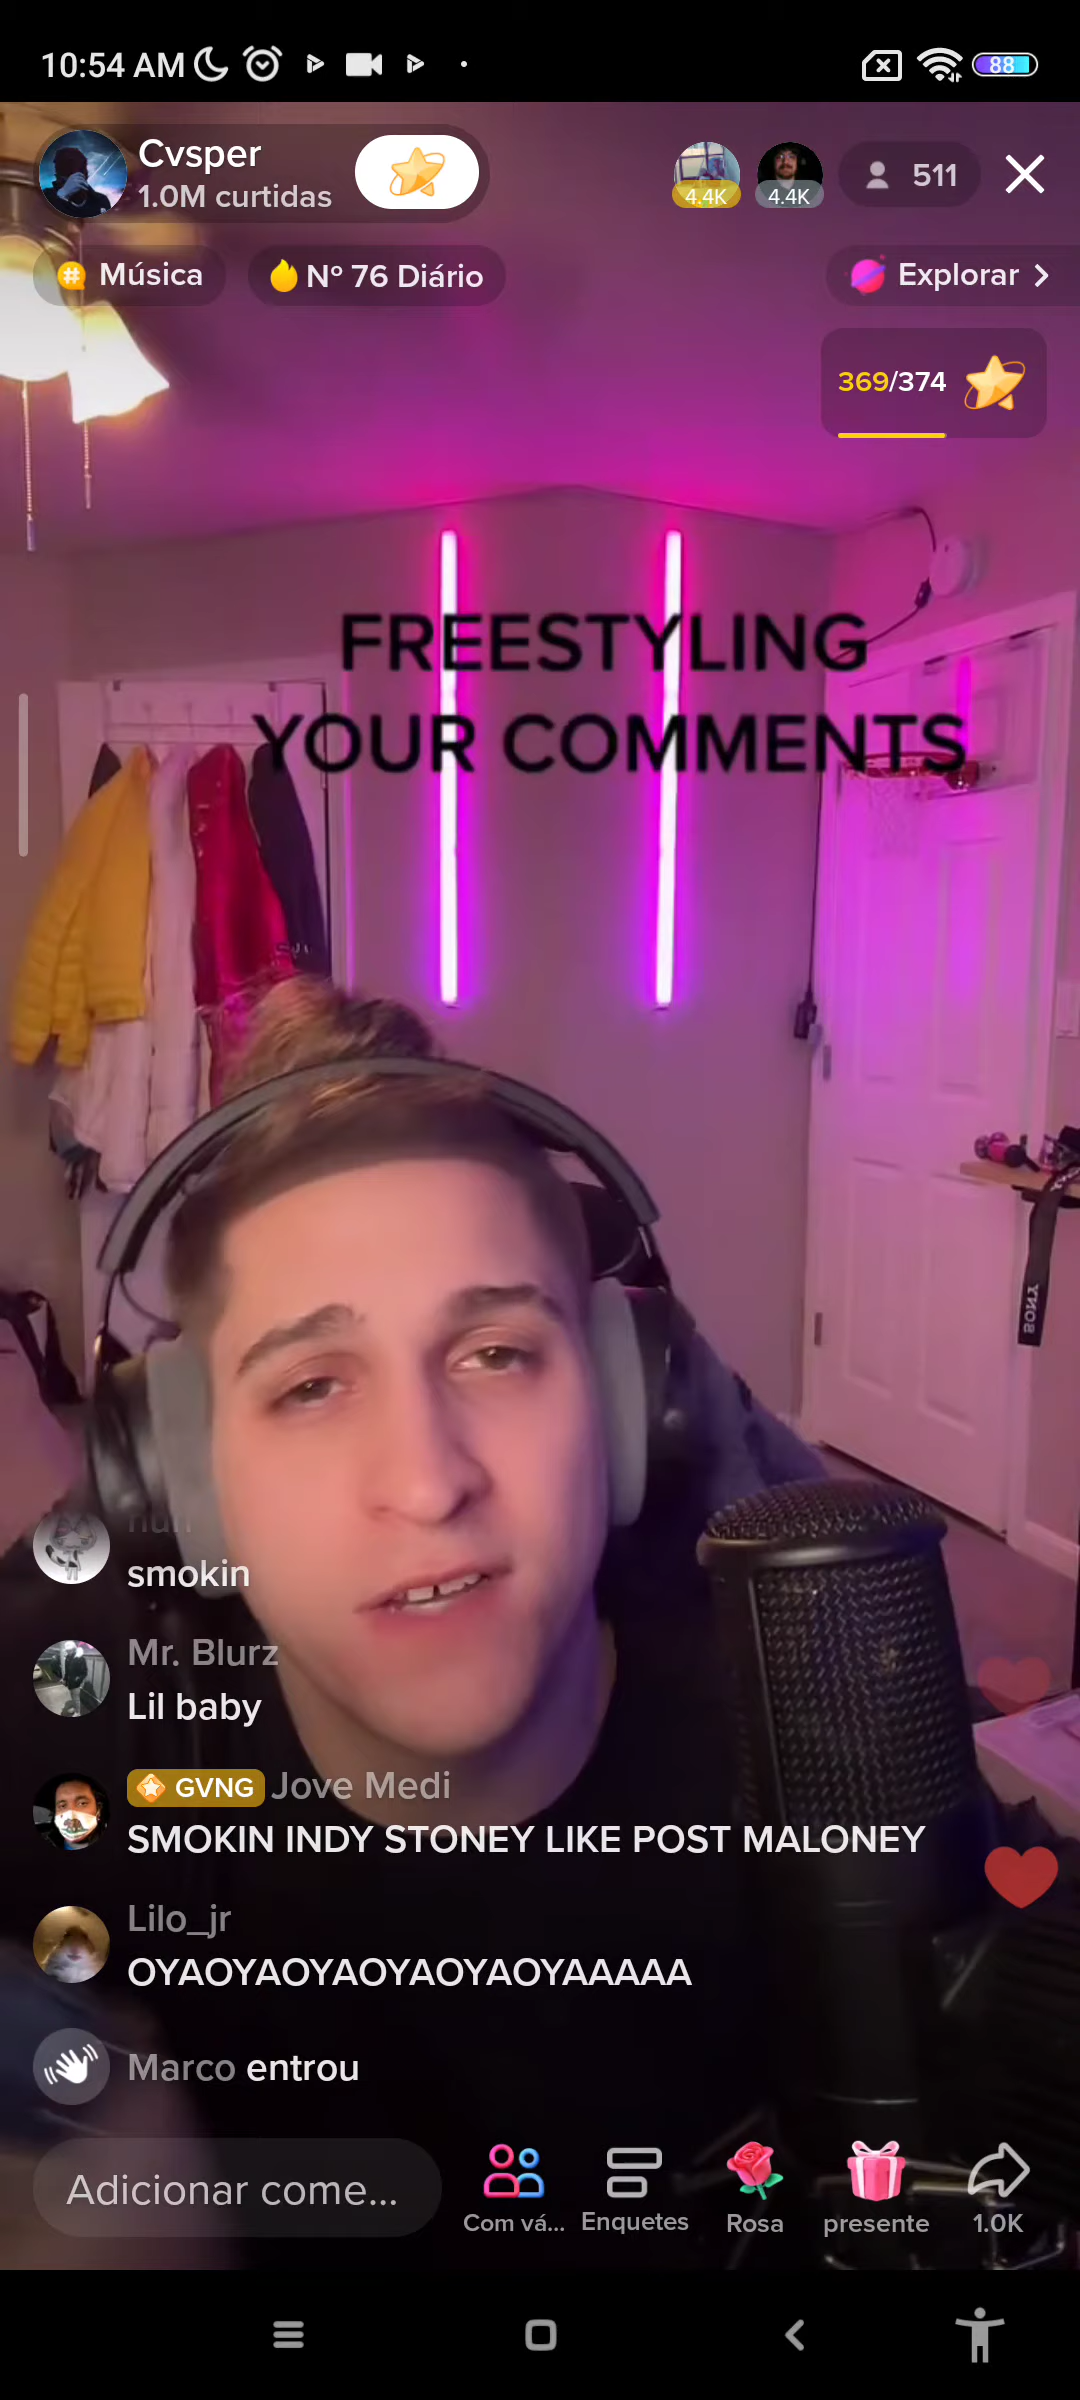 10:54 AM
88
Cvsper
1.0M curtidas
4.4K
4.4K
511
Música
Nº 76 Diário
Explorar
369/374
FREESTYLING
YOUR COMMENTS
SONY
smokin
Mr. Blurz
Lil baby
GVNG Jove Medi
SMOKIN INDY STONEY LIKE POST MALONEY
Lilo_jr
OYAOYAOYAOYAOYAOYAAAAA
Marco entrou
Adicionar come...
Com vá...
Enquetes
Rosa
presente
1.0K